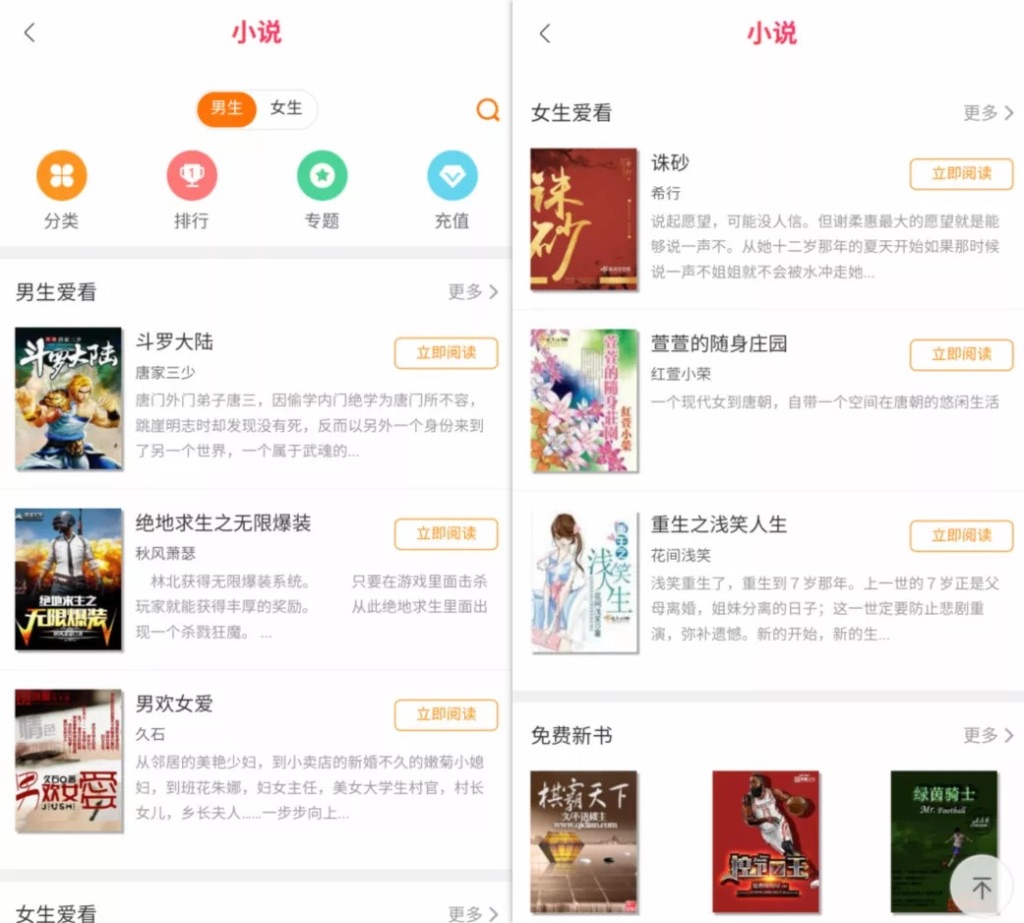 小说
男生
女生
分类
排行
专题
充值
男生爱看
更多
斗罗大陆
斗罗大陆
立即阅读
唐家三少
唐门外门弟子唐三，因偷学内门绝学为唐门所不容，
跳崖明志时却发现没有死，反而以另外一个身份来到
了另一个世界，一个属于武魂的...
绝地求生之
无限爆装
绝地求生之无限爆装
立即阅读
秋风萧瑟
林北获得无限爆装系统。 只要在游戏里面击杀
玩家就能获得丰厚的奖励。 从此绝地求生里面出
现一个杀戮狂魔。 ...
久石
男欢女爱
JIUSHI
男欢女爱
立即阅读
久石
从邻居的美艳少妇，到小卖店的新婚不久的嫩菊小媳
妇，到班花朱娜，妇女主任，美女大学生村官，村长
女儿，乡长夫人......一步步向上...
女生爱看
更多
小说
女生爱看
更多
诛砂
诛砂
立即阅读
希行
说起愿望，可能没人信。但谢柔惠最大的愿望就是能
够说一声不。从她十二岁那年的夏天开始如果那时候
说一声不姐姐就不会被水冲走她...
萱萱的随身莊園
紅萱小榮
萱萱的随身庄园
立即阅读
红萱小荣
一个现代女到唐朝，自带一个空间在唐朝的悠闲生活
重生之
浅笑人生
重生之浅笑人生
立即阅读
花间浅笑
浅笑重生了，重生到７岁那年。上一世的７岁正是父
母离婚，姐妹分离的日子；这一世定要防止悲剧重
演，弥补遗憾。新的开始，新的生...
免费新书
更多
棋霸天下
文/不语楼主
www.qidian.com
绿茵骑士
Mr. Football